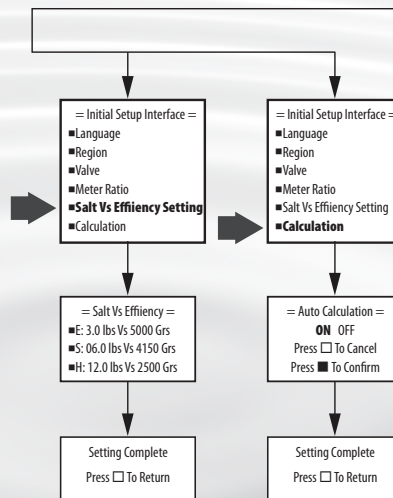 = Initial Setup Interface =
■Language
■Region
■Valve
■Meter Ratio
■Salt Vs Effiiency Setting
■Calculation
= Salt Vs Effiiency =
■E: 3.0 lbs Vs 5000 Grs
■S: 06.0 lbs Vs 4150 Grs
■H: 12.0 lbs Vs 2500 Grs
Setting Complete
Press □ To Return
= Initial Setup Interface =
■Language
■Region
■Valve
■Meter Ratio
■Salt Vs Effiiency Setting
■Calculation
= Auto Calculation =
ON OFF
Press □ To Cancel
Press ■ To Confirm
Setting Complete
Press □ To Return